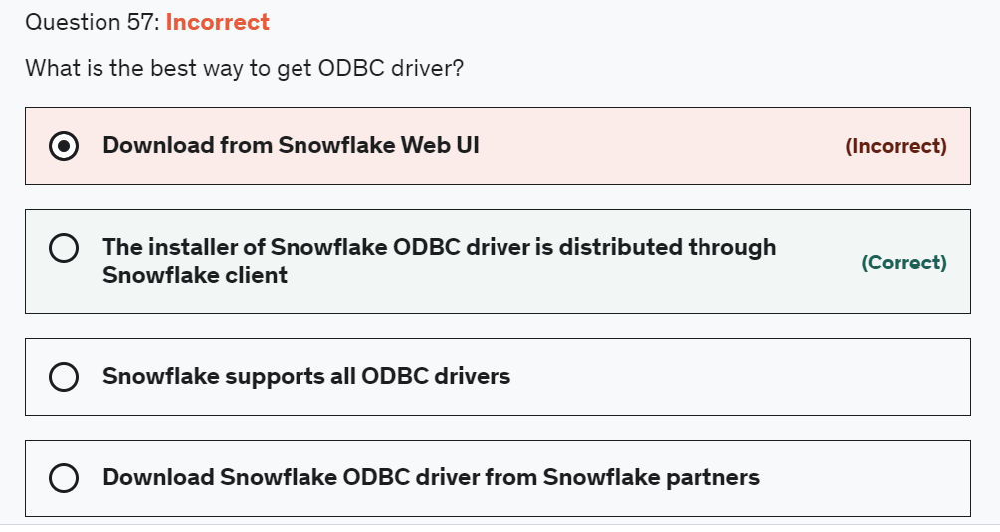 Question 57: Incorrect
What is the best way to get ODBC driver?
Download from Snowflake Web UI
(Incorrect)
The installer of Snowflake ODBC driver is distributed through
Snowflake client
(Correct)
Snowflake supports all ODBC drivers
Download Snowflake ODBC driver from Snowflake partners